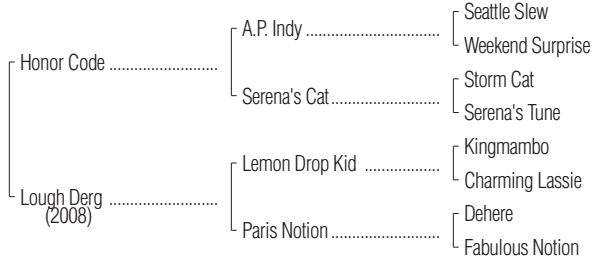 Seattle Slew
A.P. Indy ..........................
Weekend Surprise
Honor Code ..........................
Storm Cat
Serena's Cat..........................
Serena's Tune
Kingmambo
Lemon Drop Kid ..................
Charming Lassie
Lough Derg ..........................
(2008)
Dehere
Paris Notion..........................
Fabulous Notion